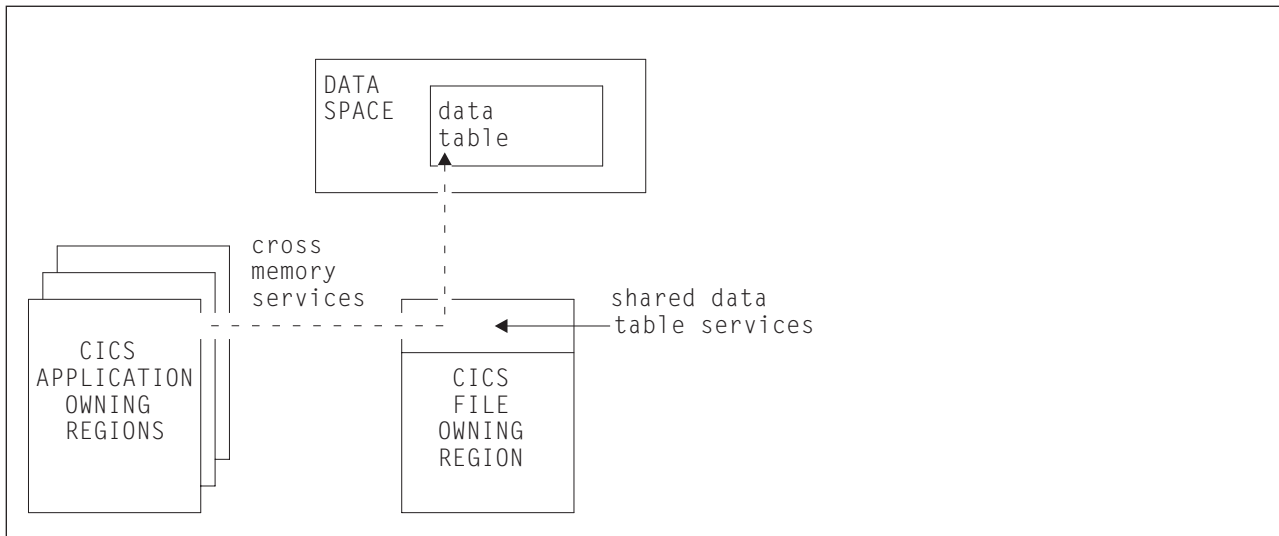 DATA
SPACE
data
table
cross
memory
services
shared data
table services
CICS
APPLICATION
OWNING
REGIONS
CICS
FILE
OWNING
REGION